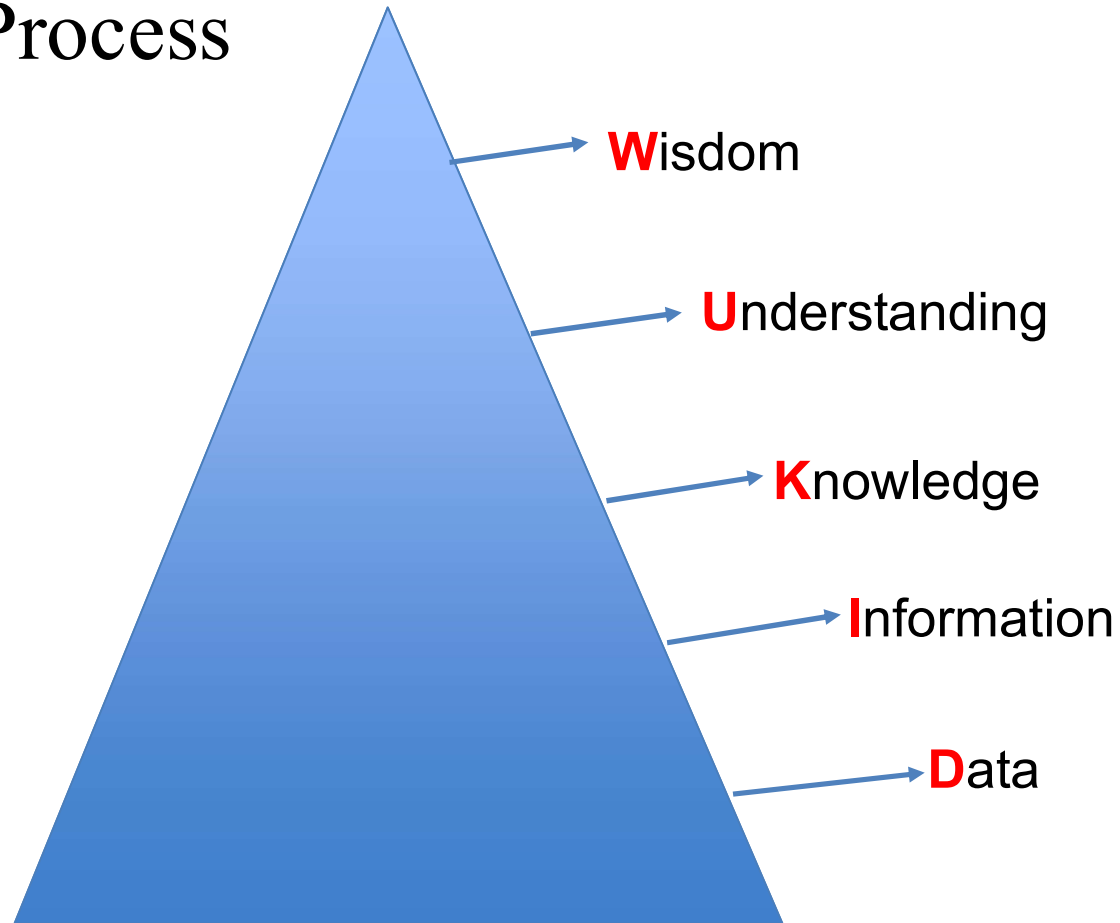 Process
Wisdom
Understanding
Knowledge
Information
Data